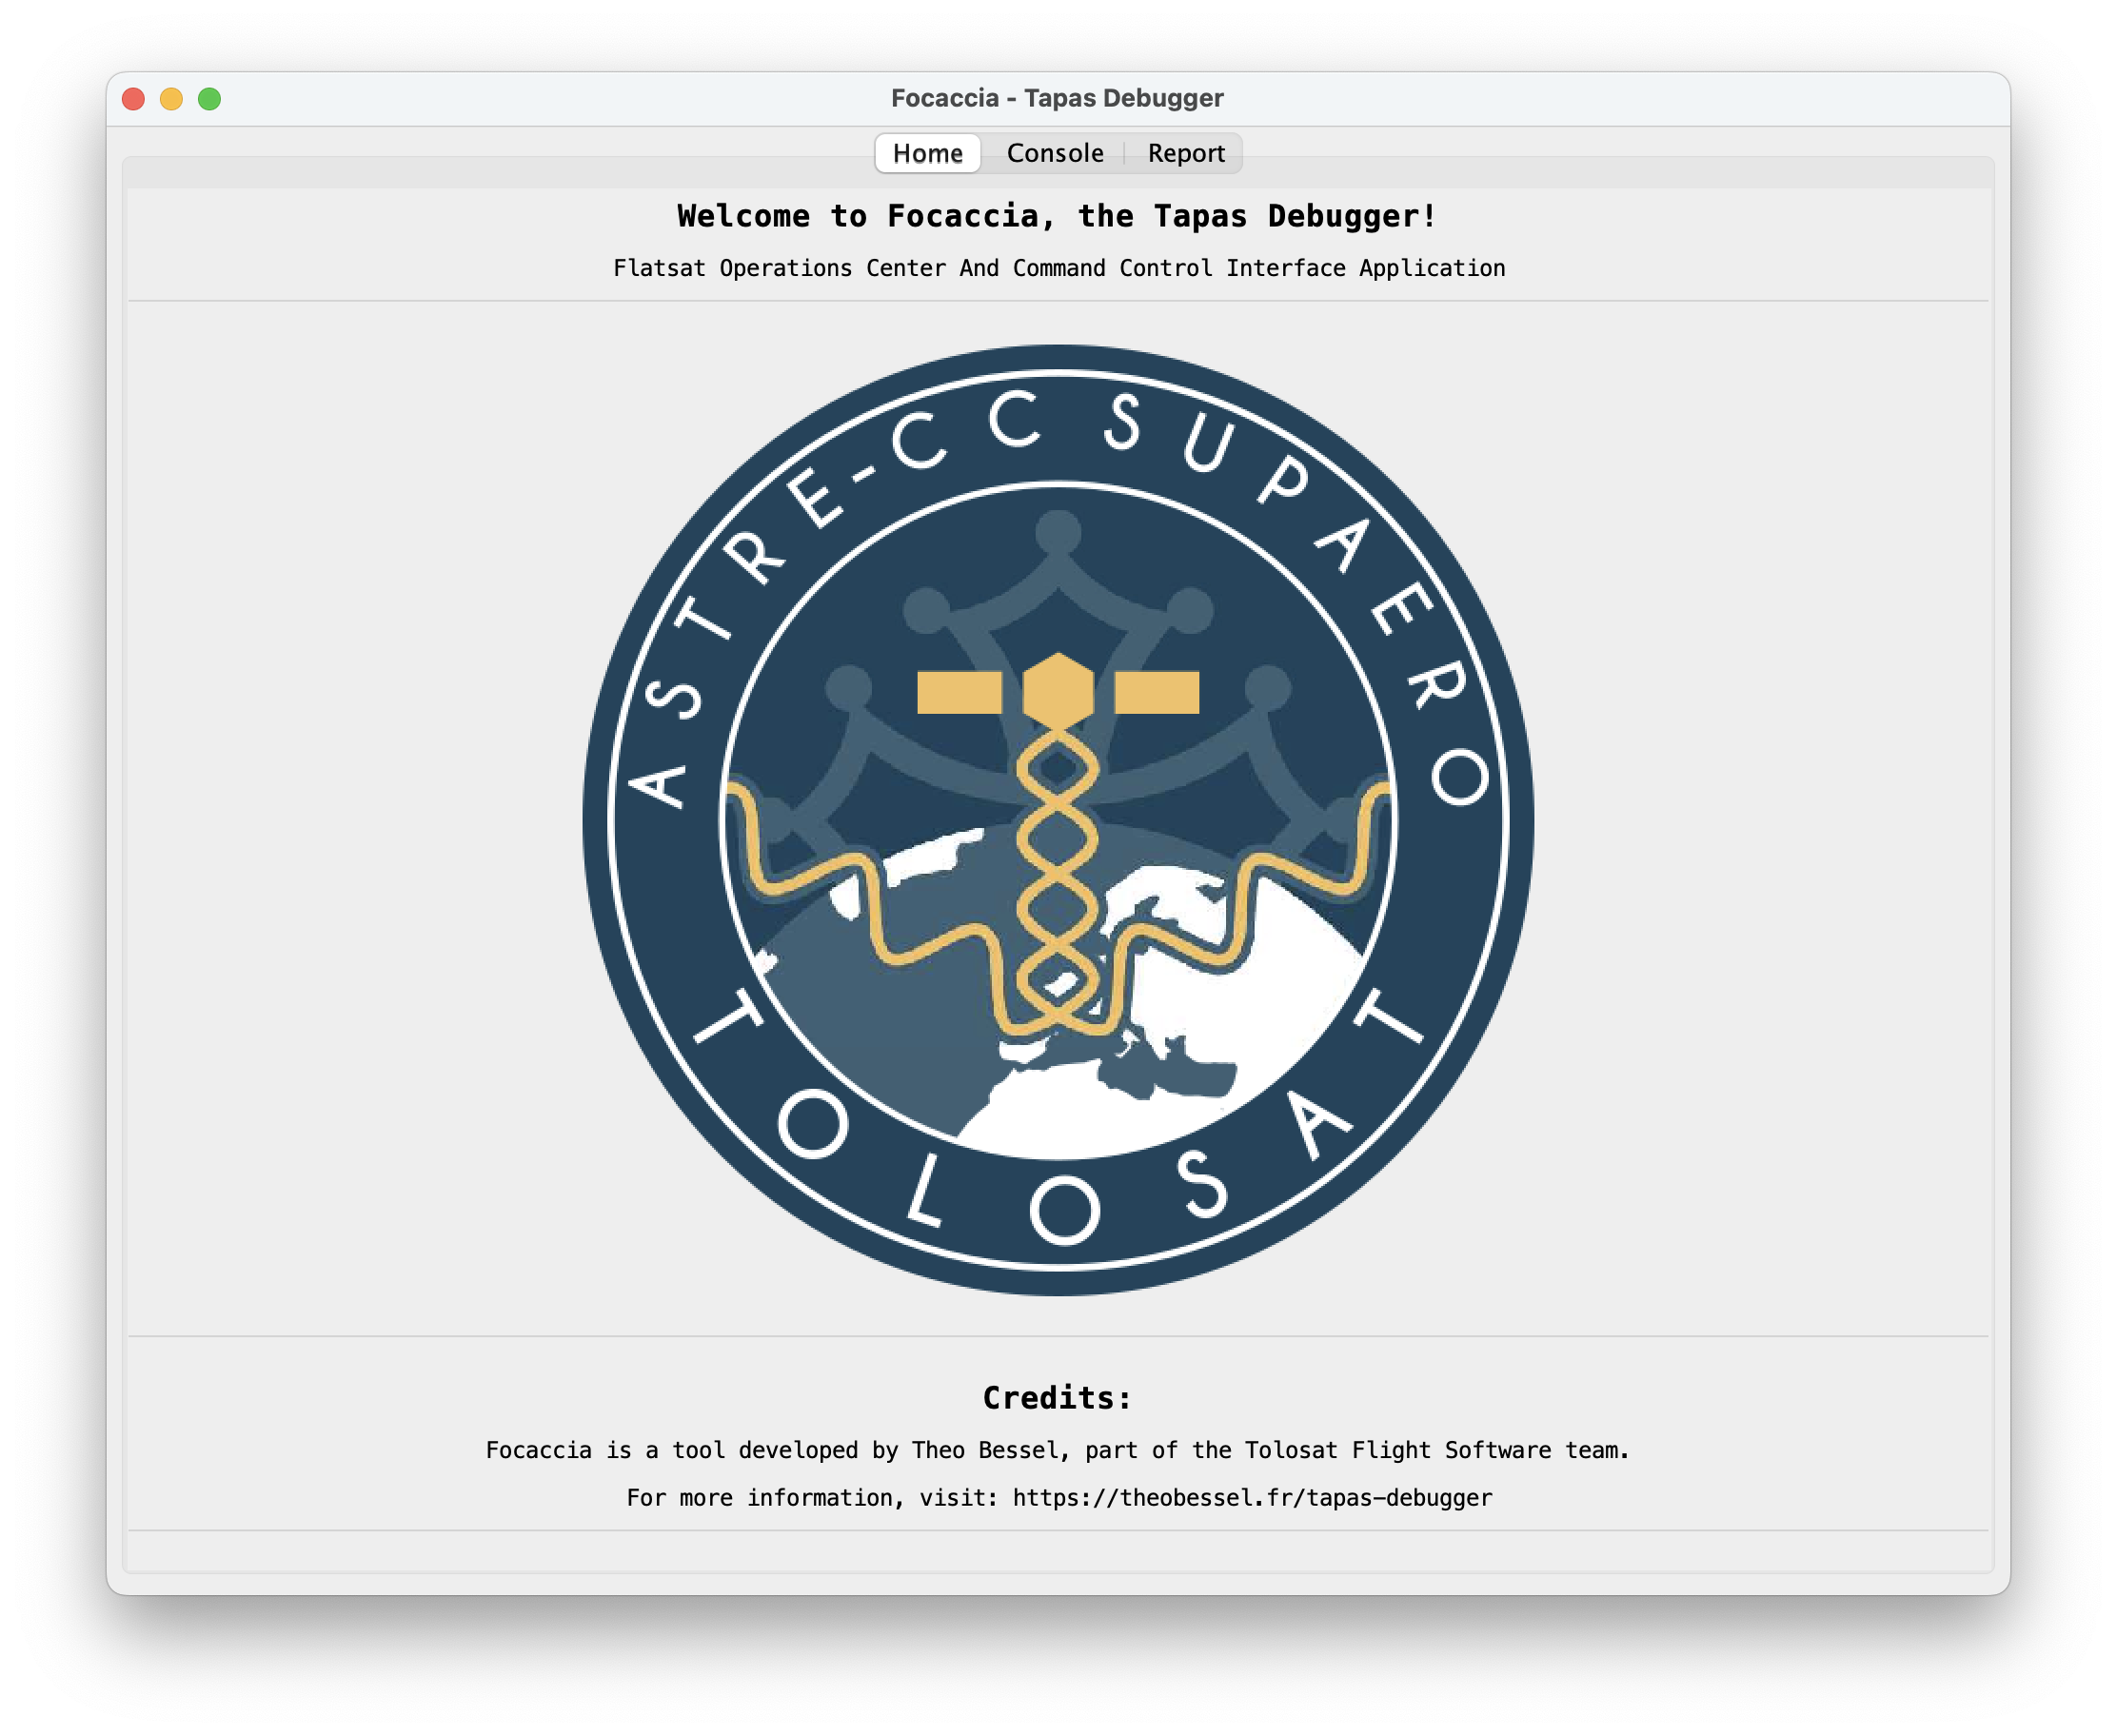 Focaccia - Tapas Debugger
Home Console Report
Welcome to Focaccia, the Tapas Debugger!
Flatsat Operations Center And Command Control Interface Application
ASTRE-CCSUPAERO
TOLOSAT
Credits:
Focaccia is a tool developed by Theo Bessel, part of the Tolosat Flight Software team.
For more information, visit: https://theobessel.fr/tapas-debugger